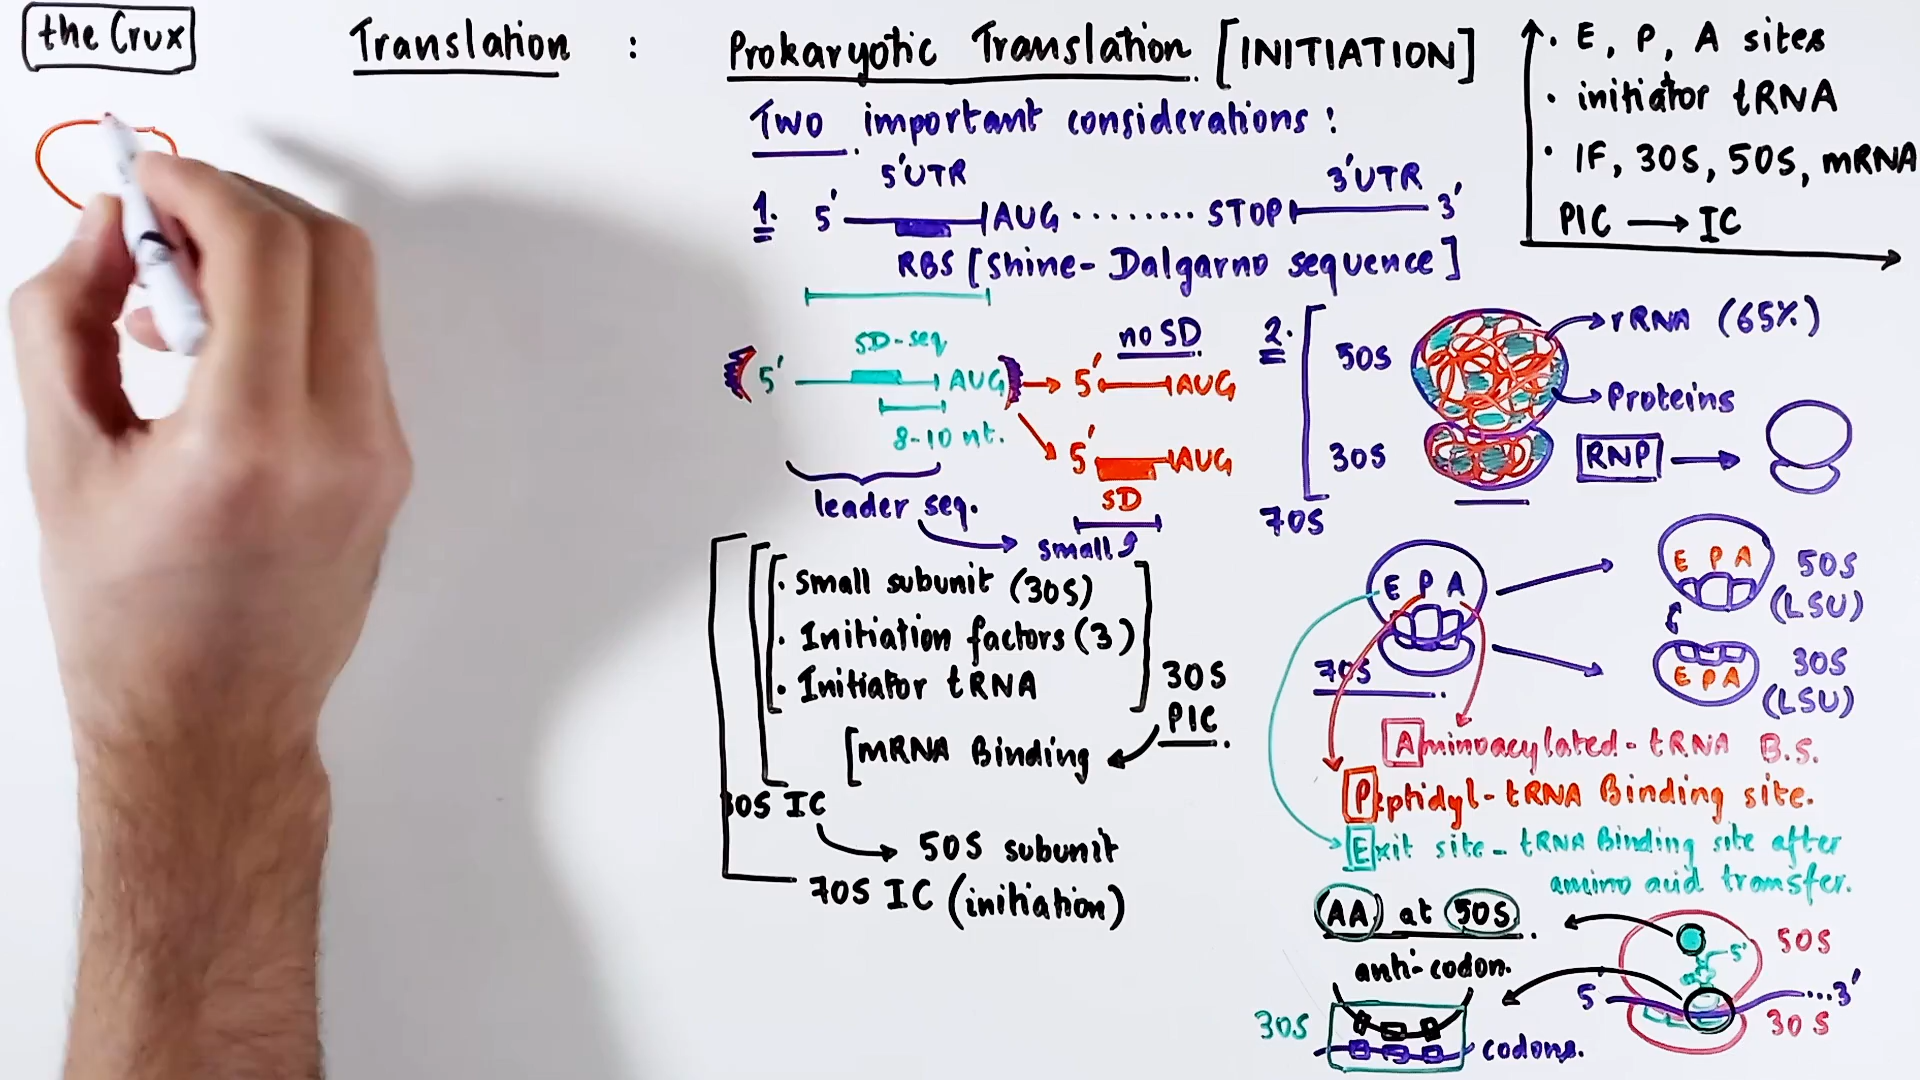 the Crux
Translation :
Prokaryotic Translation [INITIATION]
Two important considerations :
5'UTR
3'UTR
1. 5' AUG ........ STOP 3'
RBS [Shine-Dalgarno sequence]
· E, P, A sites
· initiator tRNA
· IF, 30S, 50S, mRNA
PIC → IC
SD-seq
5' AUG
8-10 nt.
leader seq.
small
no SD
5' AUG
5' AUG
SD
2.
50S
30S
70S
rRNA (65%)
Proteins
RNP
· Small subunit (30S)
· Initiation factors (3)
· Initiator tRNA
30S
PIC.
[mRNA Binding
30S IC
50S subunit
70S IC (initiation)
E P A
70S
E P A
50S
(LSU)
E P A
30S
(LSU)
Aminoacylated-tRNA B.S.
Peptidyl-tRNA Binding site.
Exit site - tRNA Binding site after
amino acid transfer.
AA at 50S.
anti-codon.
30S
codons.
50S
5'
5' ...3'
30S